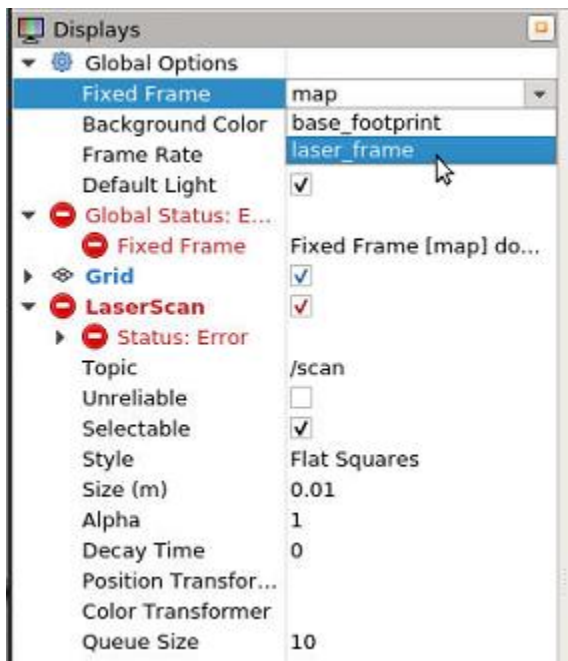 Displays
Global Options
Fixed Frame map
Background Color base_footprint
Frame Rate laser_frame
Default Light
Global Status: E...
Fixed Frame Fixed Frame [map] do...
Grid
LaserScan
Status: Error
Topic /scan
Unreliable
Selectable
Style Flat Squares
Size (m) 0.01
Alpha 1
Decay Time 0
Position Transfor...
Color Transformer
Queue Size 10